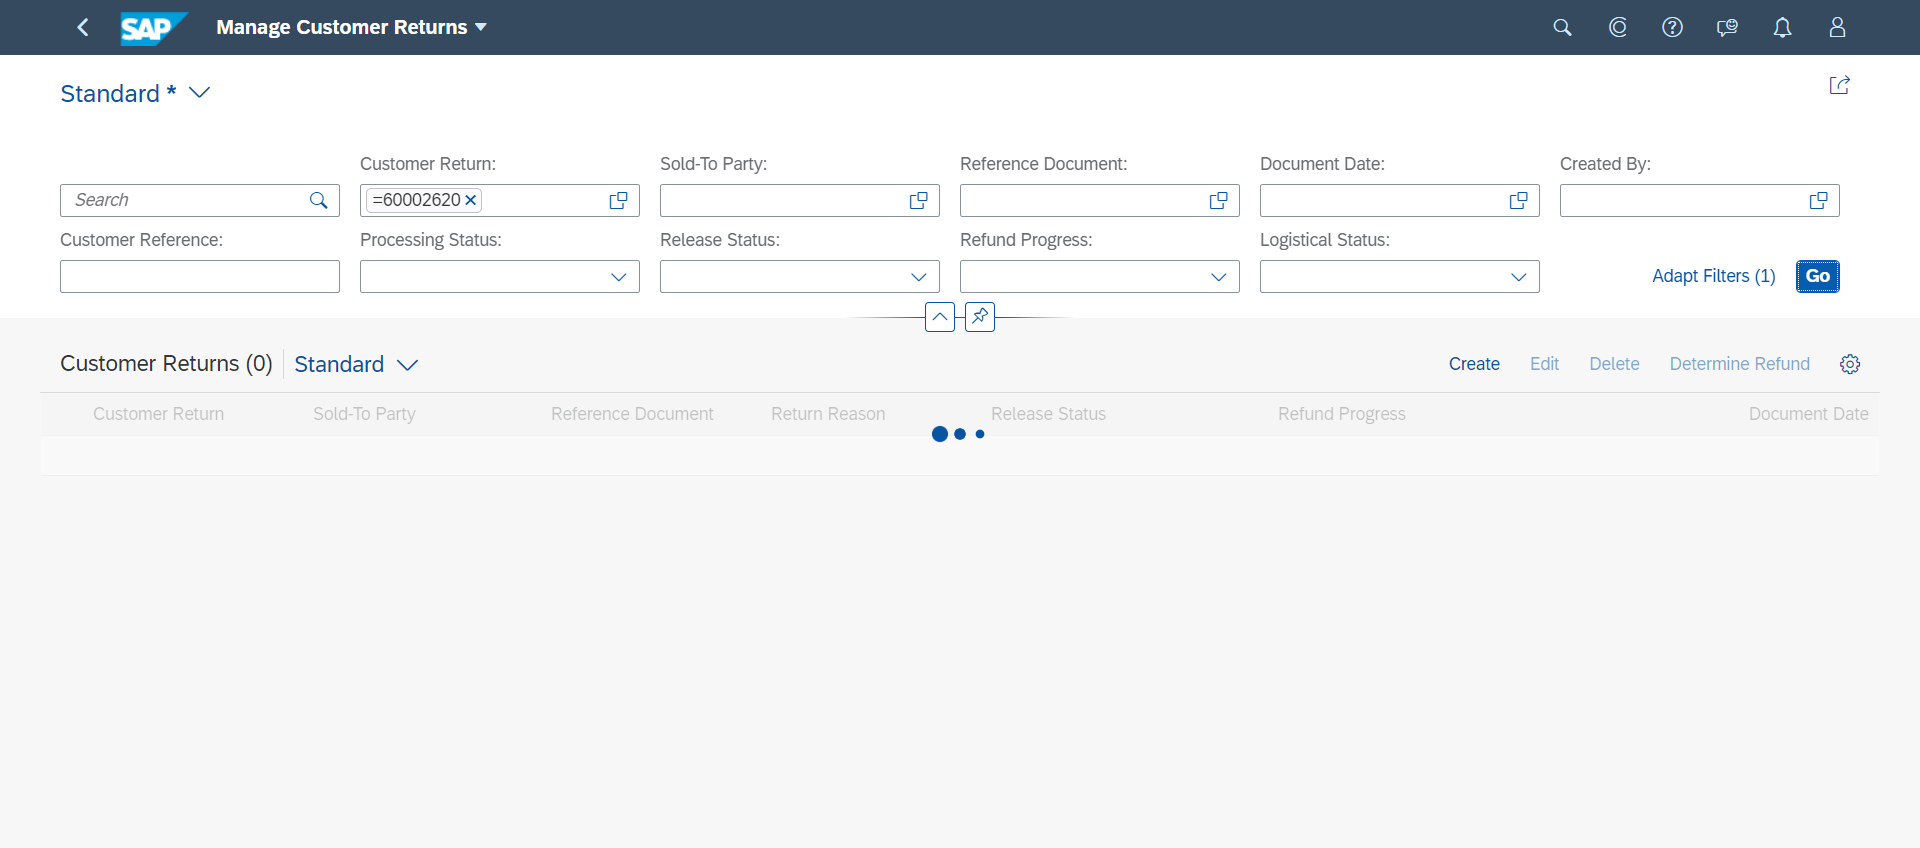 SAP Manage Customer Returns
Standard *
Customer Return: Sold-To Party: Reference Document: Document Date: Created By:
Search =60002620
Customer Reference: Processing Status: Release Status: Refund Progress: Logistical Status:
Adapt Filters (1) Go
Customer Returns (0) Standard Create Edit Delete Determine Refund
Customer Return Sold-To Party Reference Document Return Reason Release Status Refund Progress Document Date